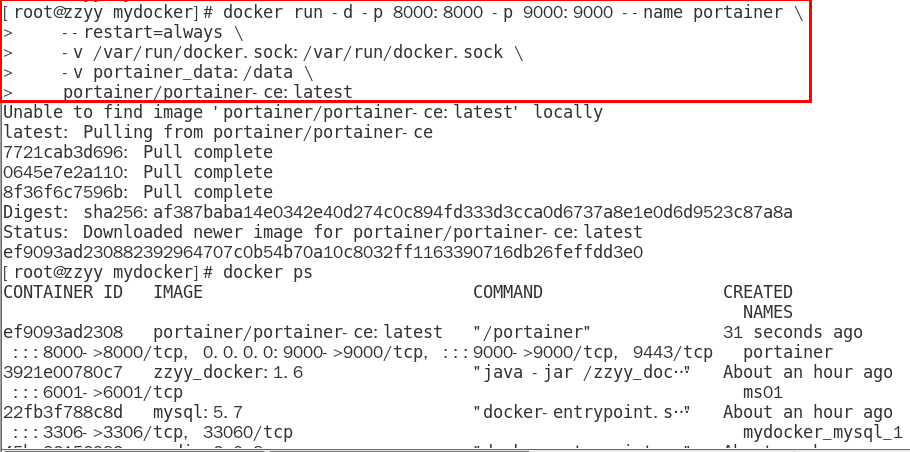 [root@zzyy mydocker]# docker run -d -p 8000:8000 -p 9000:9000 --name portainer \
>     --restart=always \
>     -v /var/run/docker.sock:/var/run/docker.sock \
>     -v portainer_data:/data \
>     portainer/portainer-ce:latest
Unable to find image 'portainer/portainer-ce:latest' locally
latest: Pulling from portainer/portainer-ce
7721cab3d696: Pull complete
0645e7e2a110: Pull complete
8f36f6c7596b: Pull complete
Digest: sha256:af387baba14e0342e40d274c0c894fd333d3cca0d6737a8e1e0d6d9523c87a8a
Status: Downloaded newer image for portainer/portainer-ce:latest
ef9093ad230882392964707c0b54b70a10c8032ff1163390716db26feffdd3e0
[root@zzyy mydocker]# docker ps
CONTAINER ID   IMAGE                           COMMAND                  CREATED
NAMES
ef9093ad2308   portainer/portainer-ce:latest   "/portainer"             31 seconds ago
:::8000->8000/tcp, 0.0.0.0:9000->9000/tcp, :::9000->9000/tcp, 9443/tcp   portainer
3921e00780c7   zzyy_docker:1.6                 "java -jar /zzyy_doc…"   About an hour ago
:::6001->6001/tcp                                                         ms01
22fb3f788c8d   mysql:5.7                       "docker-entrypoint.s…"   About an hour ago
:::3306->3306/tcp, 33060/tcp                                              mydocker_mysql_1